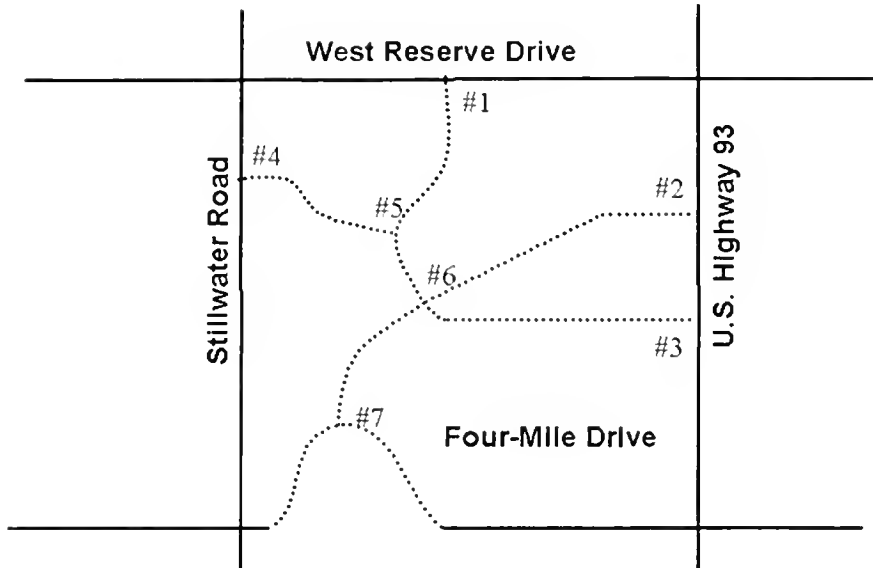 West Reserve Drive
#1
#4
#2
#5
#6
#3
#7
Stillwater Road
U.S. Highway 93
Four-Mile Drive